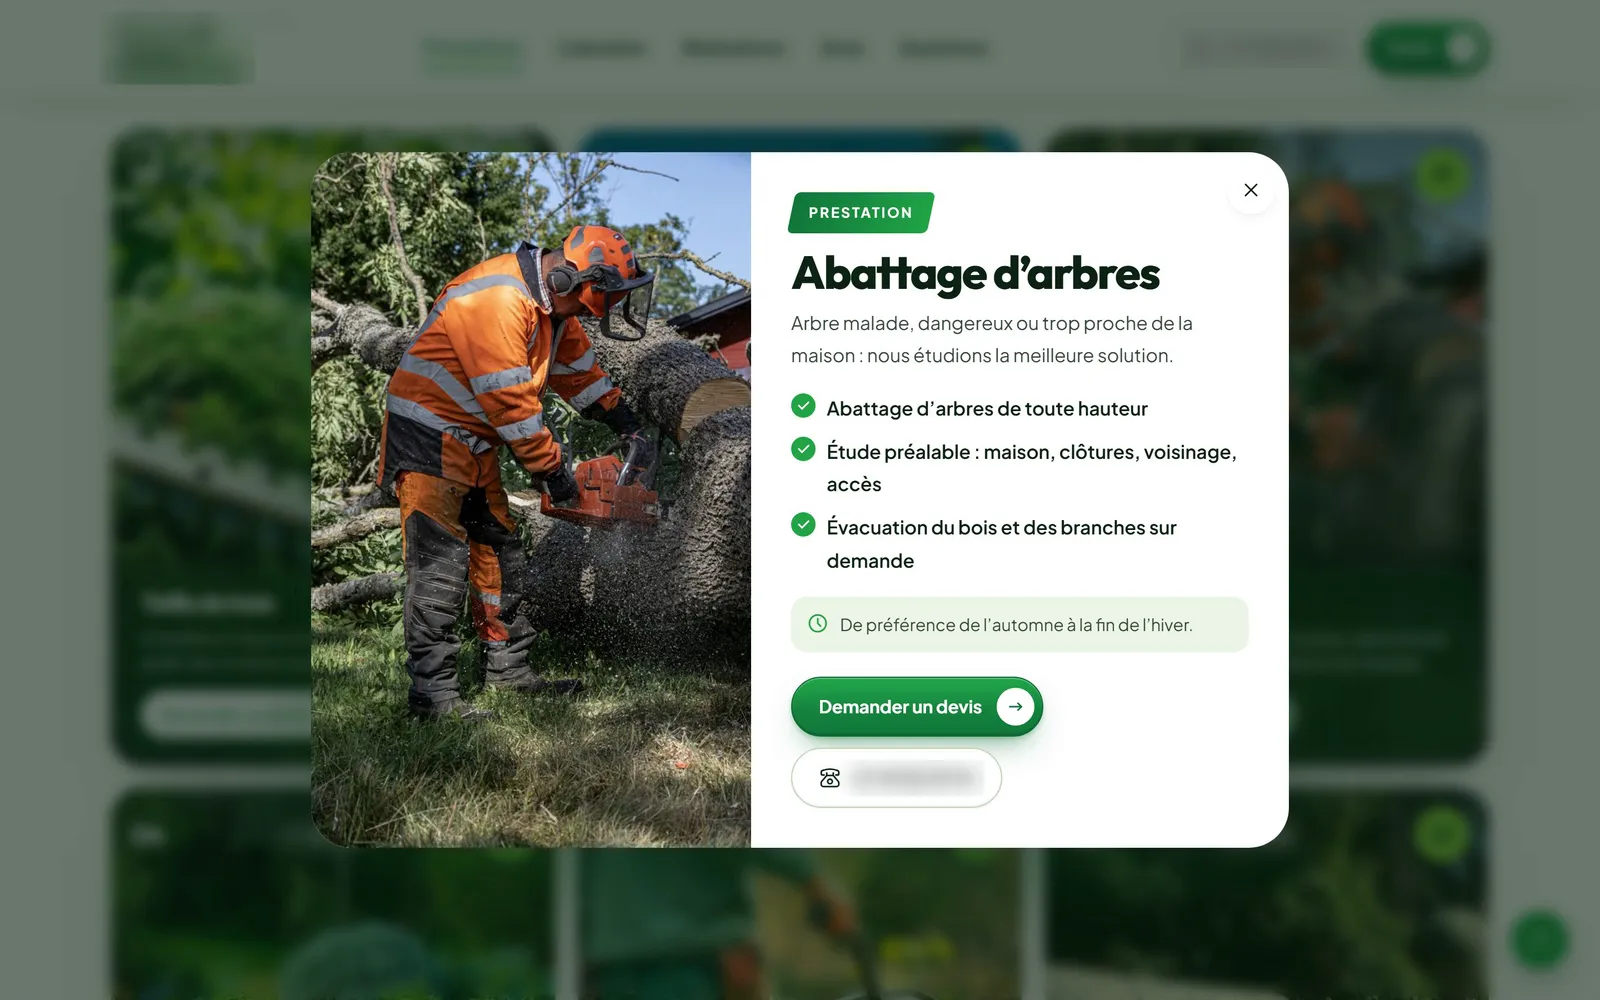 PRESTATION
Abattage d’arbres
Arbre malade, dangereux ou trop proche de la
maison : nous étudions la meilleure solution.
Abattage d’arbres de toute hauteur
Étude préalable : maison, clôtures, voisinage,
accès
Évacuation du bois et des branches sur
demande
De préférence de l’automne à la fin de l’hiver.
Demander un devis